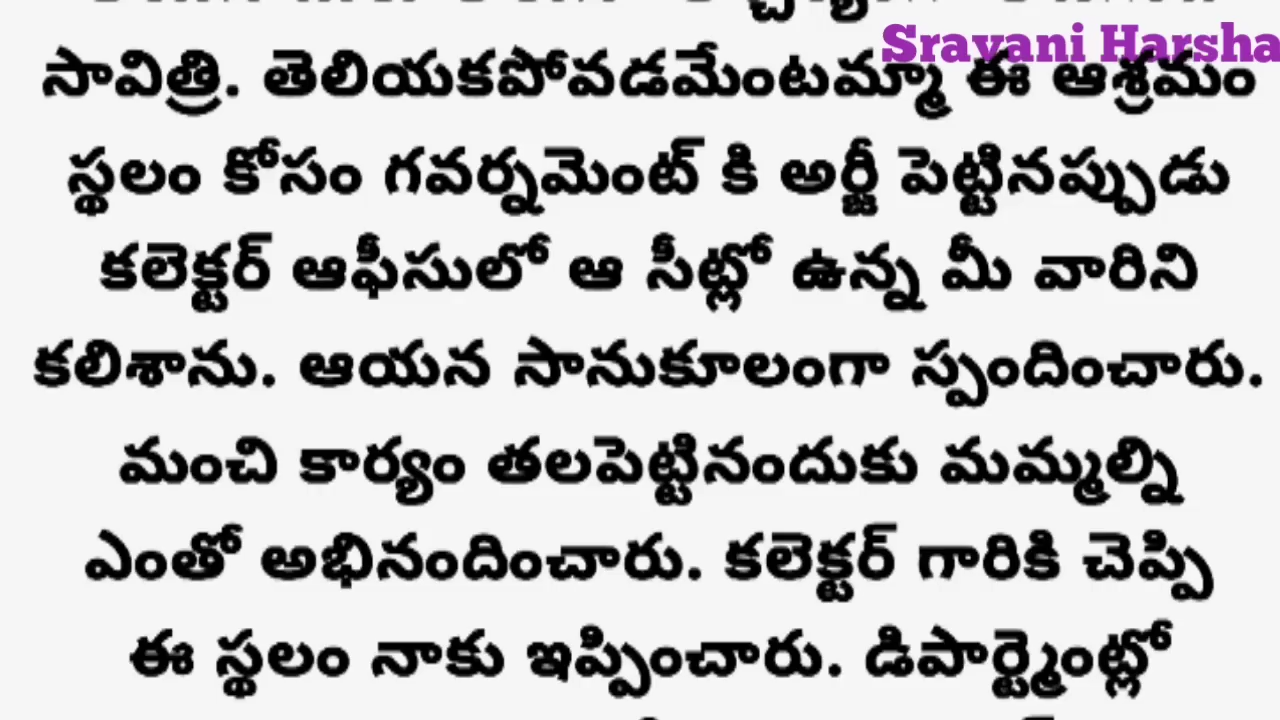 Sravani Harsha
సావిత్రి. తెలియకపోవడమేంటమ్మా ఈ ఆశ్రమం
స్థలం కోసం గవర్నమెంట్ కి అర్జీ పెట్టినప్పుడు
కలెక్టర్ ఆఫీసులో ఆ సీట్లో ఉన్న మీ వారిని
కలిశాను. ఆయన సానుకూలంగా స్పందించారు.
మంచి కార్యం తలపెట్టినందుకు మమ్మల్ని
ఎంతో అభినందించారు. కలెక్టర్ గారికి చెప్పి
ఈ స్థలం నాకు ఇప్పించారు. డిపార్ట్మెంట్లో